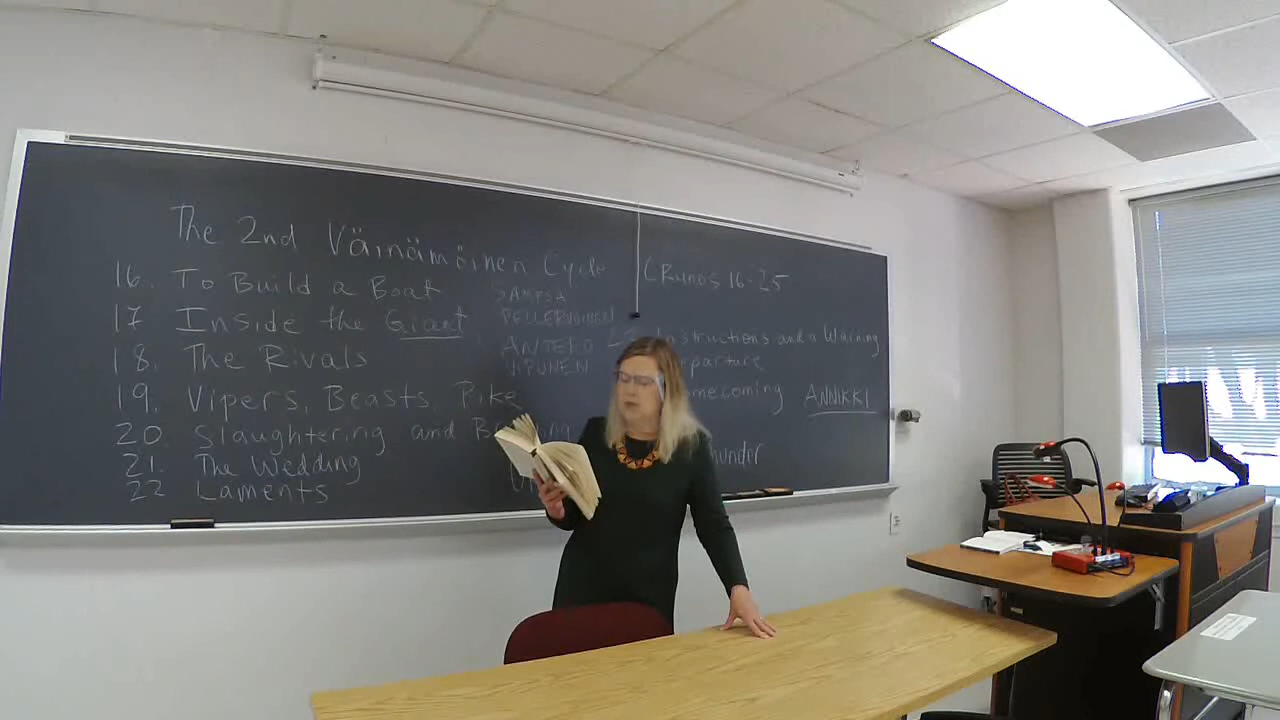 The 2nd Väinämöinen Cycle (Runos 16-25
16. To Build a Boat
17 Inside the Giant
18. The Rivals
19. Vipers, Beasts, Pike
20. Slaughtering and
21. The Wedding
22 Laments
SAMPSA
PELLERVOINEN
ANTERO
VIPUNEN
Instructions and a Warning
parture
mecoming ANNIKKI